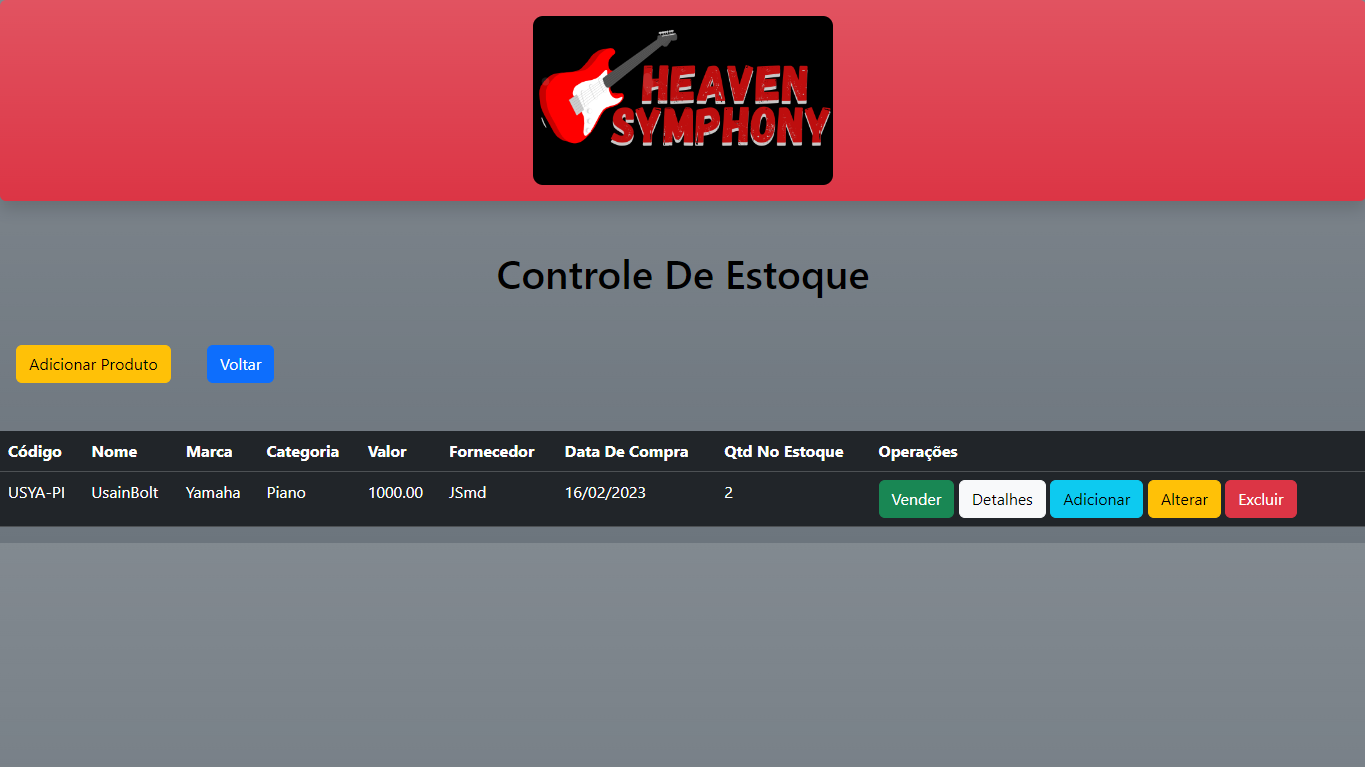 HEAVEN
SYMPHONY
Controle De Estoque
Adicionar Produto Voltar
Código Nome Marca Categoria Valor Fornecedor Data De Compra Qtd No Estoque Operações
USYA-PI UsainBolt Yamaha Piano 1000.00 JSmd 16/02/2023 2 Vender Detalhes Adicionar Alterar Excluir